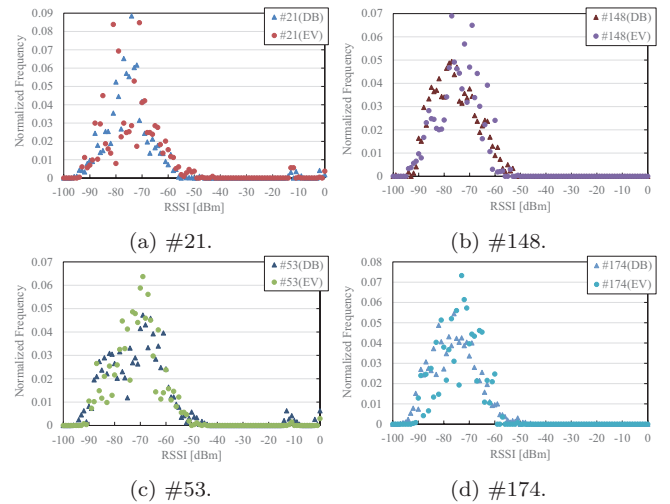 0.09
0.08
0.07
0.06
0.05
0.04
0.03
0.02
0.01
0
Normalized Frequency
-100 -90 -80 -70 -60 -50 -40 -30 -20 -10 0
RSSI [dBm]
#21(DB)
#21(EV)
(a) #21.
0.07
0.06
0.05
0.04
0.03
0.02
0.01
0
Normalized Frequency
-100 -90 -80 -70 -60 -50 -40 -30 -20 -10 0
RSSI [dBm]
#148(DB)
#148(EV)
(b) #148.
0.07
0.06
0.05
0.04
0.03
0.02
0.01
0
Normalized Frequency
-100 -90 -80 -70 -60 -50 -40 -30 -20 -10 0
RSSI [dBm]
#53(DB)
#53(EV)
(c) #53.
0.08
0.07
0.06
0.05
0.04
0.03
0.02
0.01
0
Normalized Frequency
-100 -90 -80 -70 -60 -50 -40 -30 -20 -10 0
RSSI [dBm]
#174(DB)
#174(EV)
(d) #174.